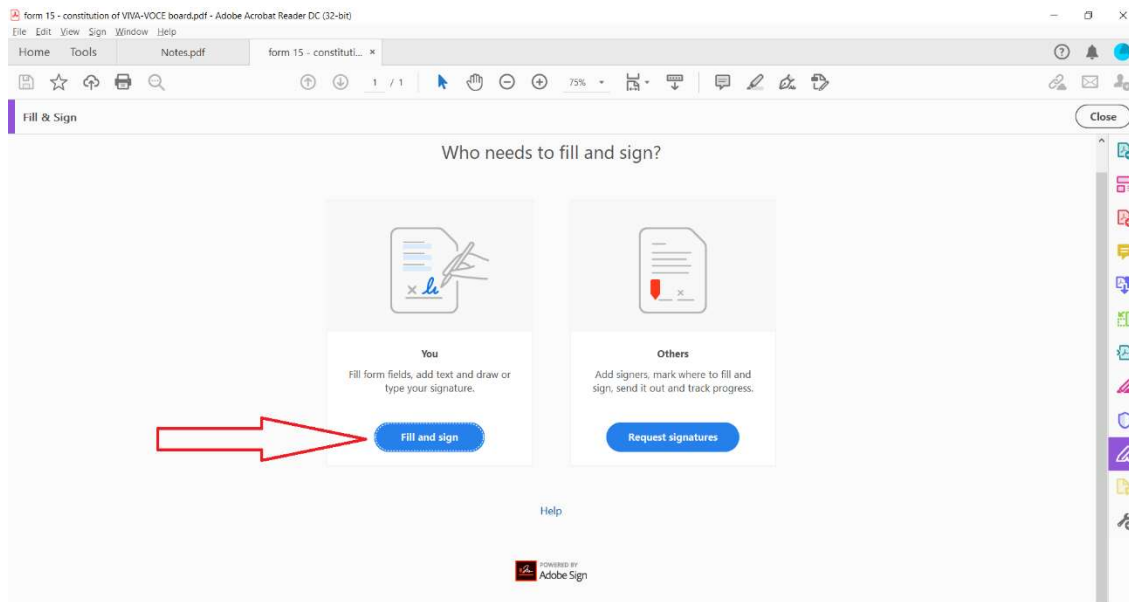 form 15 - constitution of VIVA-VOCE board.pdf - Adobe Acrobat Reader DC (32-bit)
File Edit View Sign Window Help
Home Tools Notes.pdf form 15 - constituti... ×
1 / 1 75%
Fill & Sign Close
Who needs to fill and sign?
You
Fill form fields, add text and draw or
type your signature.
Fill and sign
Others
Add signers, mark where to fill and
sign, send it out and track progress.
Request signatures
Help
POWERED BY
Adobe Sign